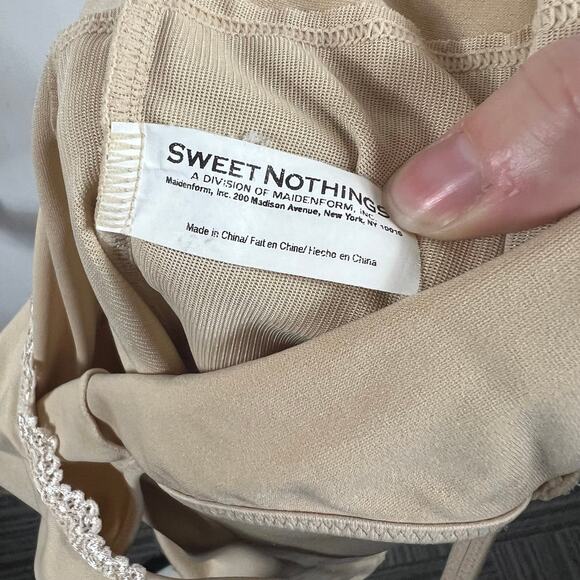 SWEET NOTHINGS
A DIVISION OF MAIDENFORM, INC.
Maidenform, Inc. 200 Madison Avenue, New York, NY 10016
Made in China/ Fait en Chine/ Hecho en China